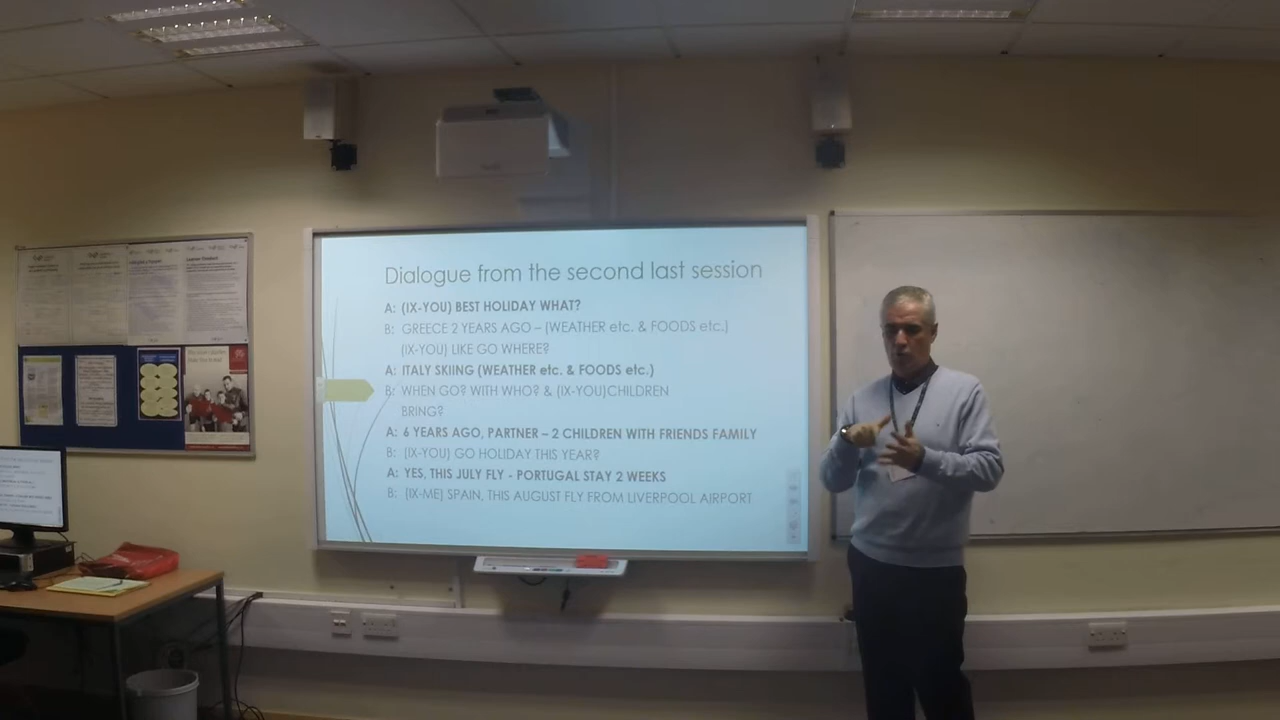 Dialogue from the second last session
A: (IX-YOU) BEST HOLIDAY WHAT?
B: GREECE 2 YEARS AGO – (WEATHER etc. & FOODS etc.)
(IX-YOU) LIKE GO WHERE?
A: ITALY SKIING (WEATHER etc. & FOODS etc.)
B: WHEN GO? WITH WHO? & (IX-YOU)CHILDREN
BRING?
A: 6 YEARS AGO, PARTNER – 2 CHILDREN WITH FRIENDS FAMILY
B: (IX-YOU) GO HOLIDAY THIS YEAR?
A: YES, THIS JULY FLY - PORTUGAL STAY 2 WEEKS
B: (IX-ME) SPAIN, THIS AUGUST FLY FROM LIVERPOOL AIRPORT